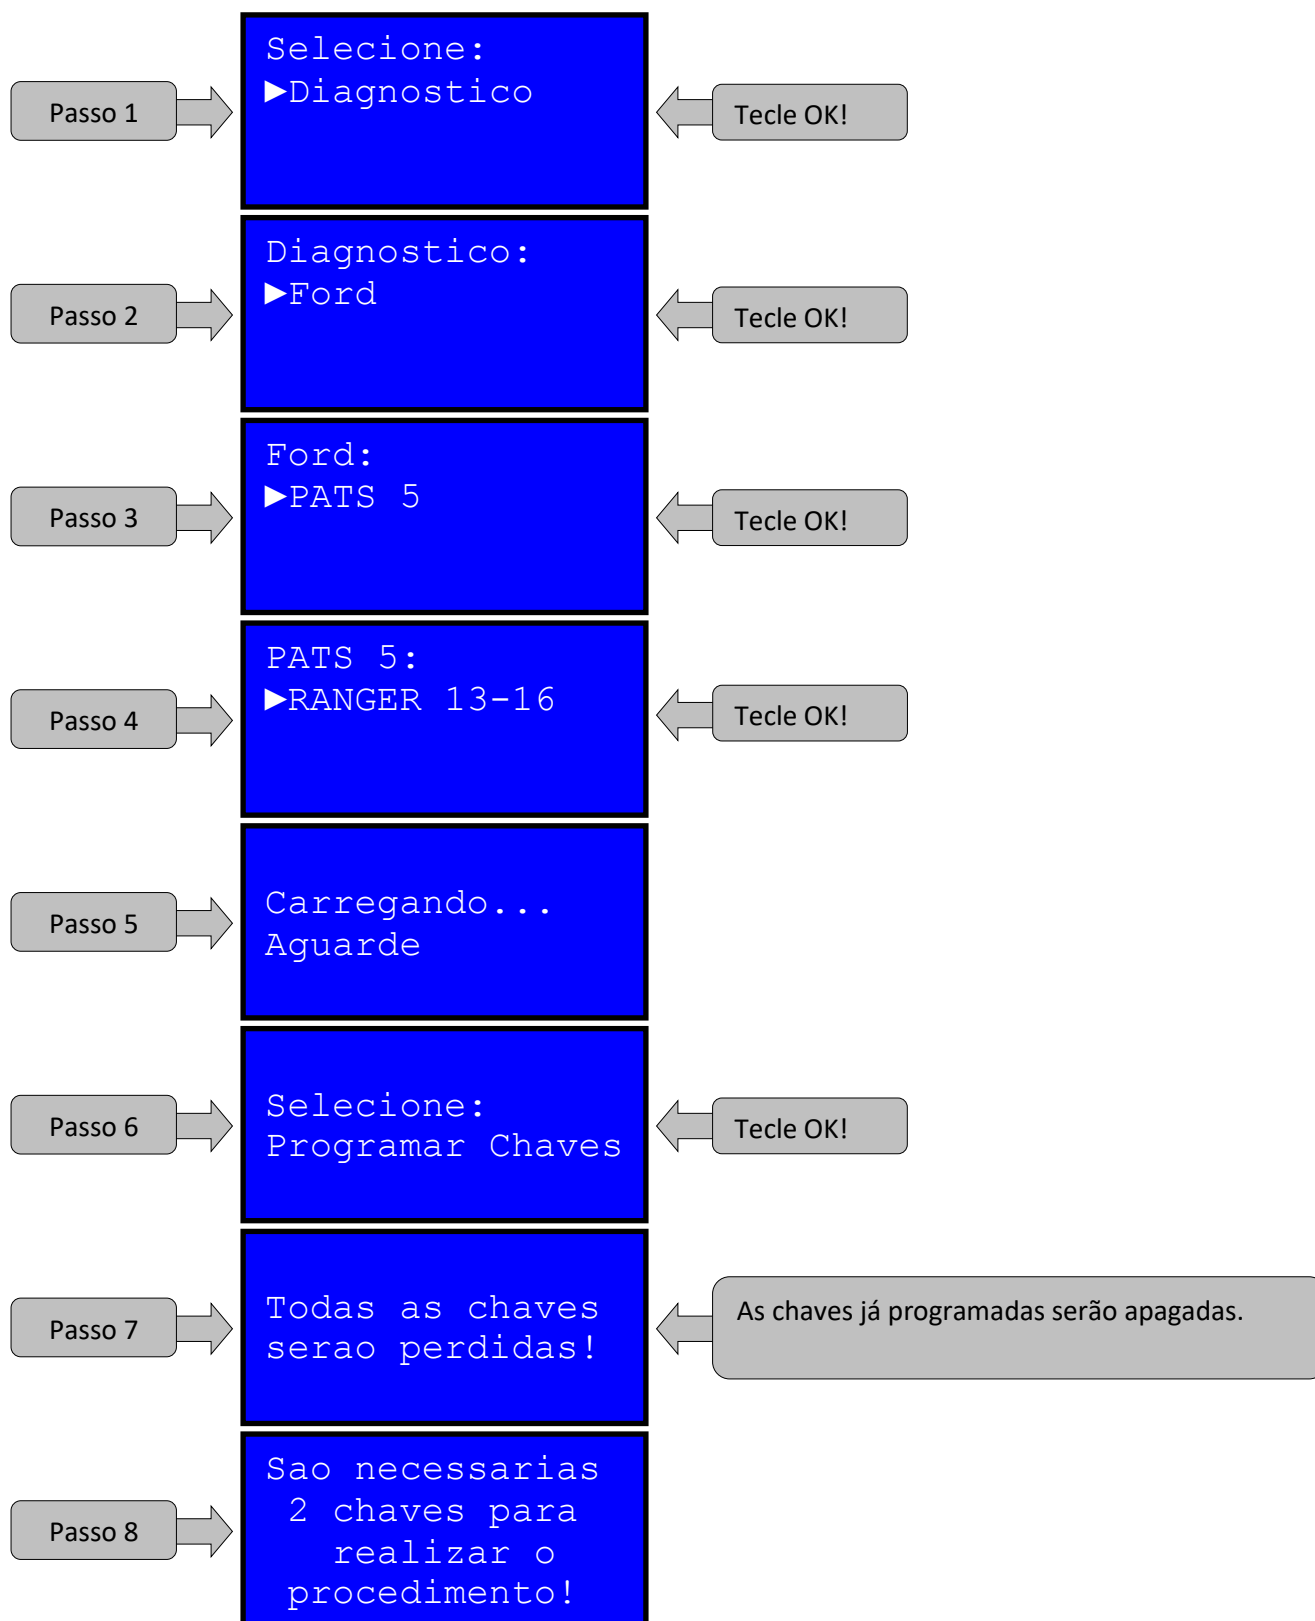 Passo 1
Selecione:
►Diagnostico
Tecle OK!
Passo 2
Diagnostico:
►Ford
Tecle OK!
Passo 3
Ford:
►PATS 5
Tecle OK!
Passo 4
PATS 5:
►RANGER 13-16
Tecle OK!
Passo 5
Carregando...
Aguarde
Passo 6
Selecione:
Programar Chaves
Tecle OK!
Passo 7
Todas as chaves
serao perdidas!
As chaves já programadas serão apagadas.
Passo 8
Sao necessarias
2 chaves para
realizar o
procedimento!